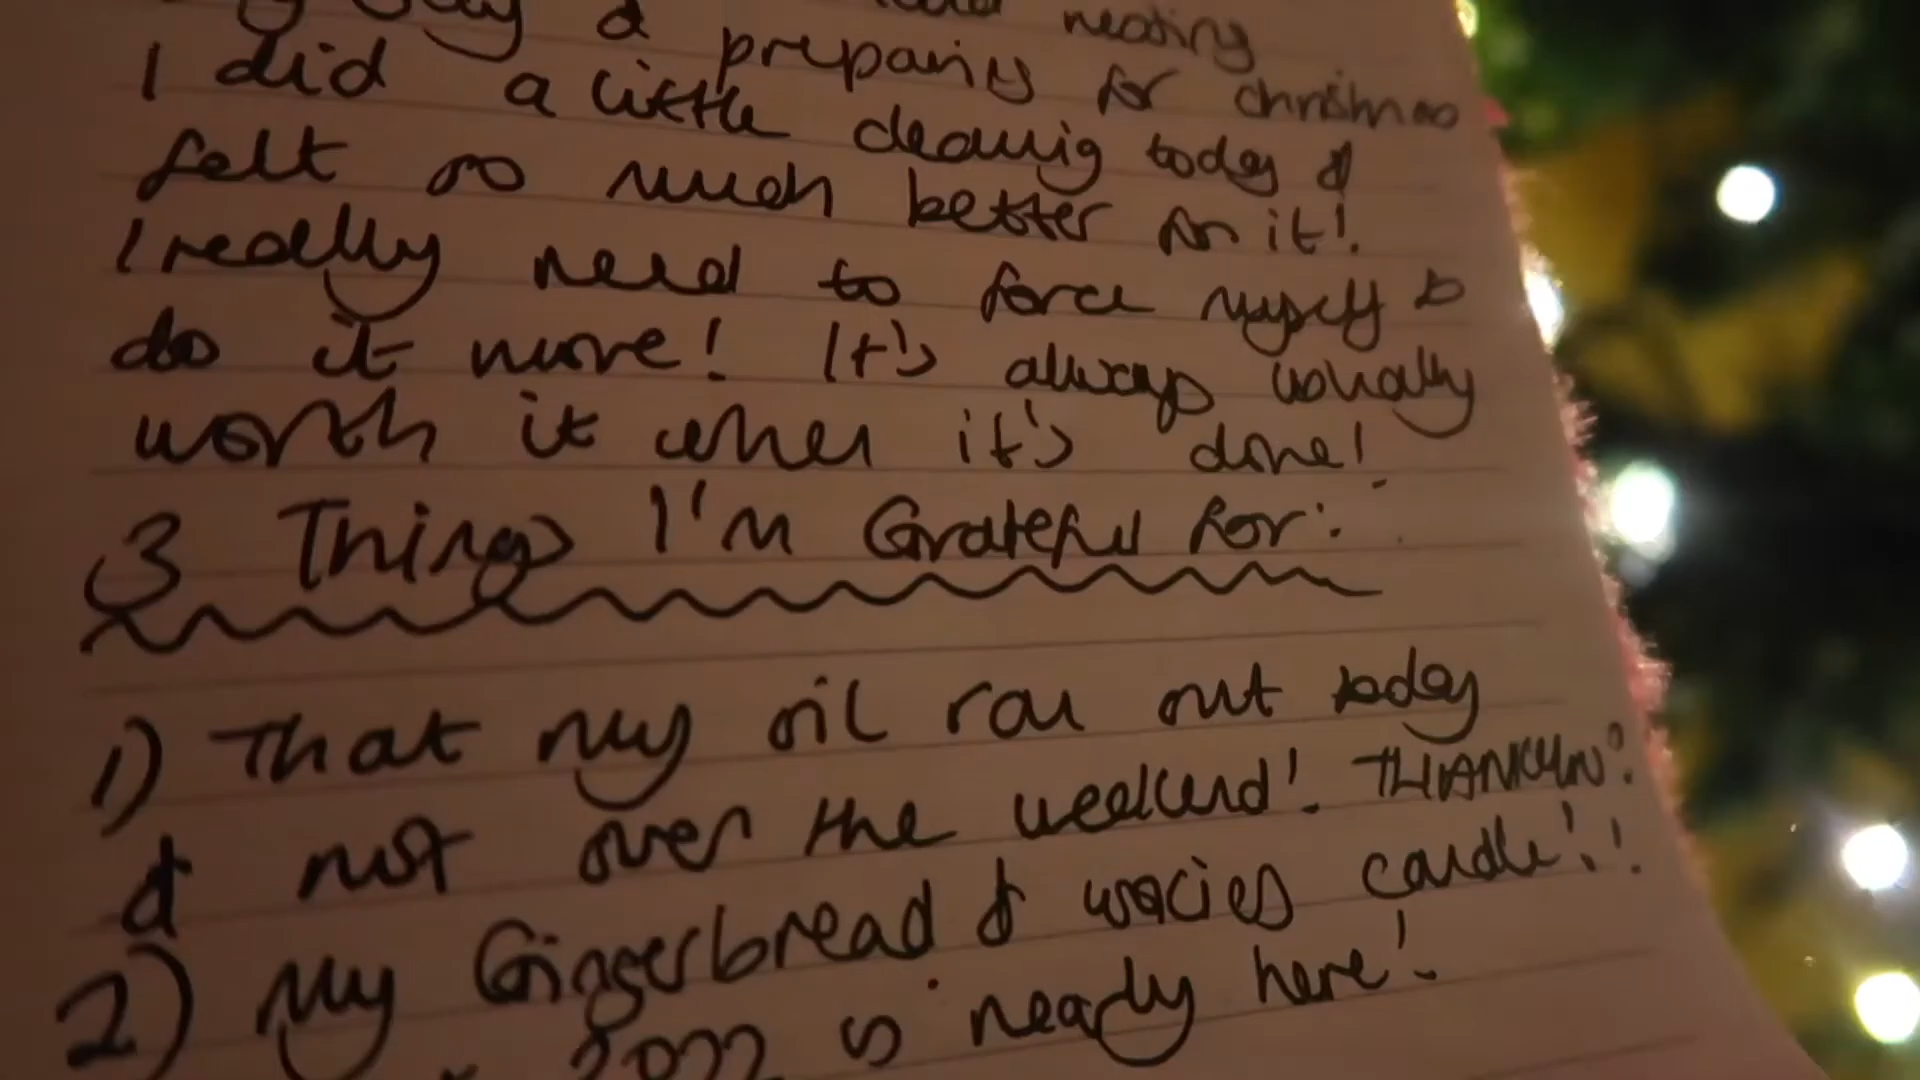 day & neating
I did a preparing for christmas
a little cleaning today &
felt so much better for it!
I really need to force myself to
do it more! It's always usually
worth it when it's done!
3 Things I'm Grateful for:
1) That my oil ran out today
& not over the weekend! THANKYOU!
2) My Gingerbread & candle!!
2022 is nearly here!